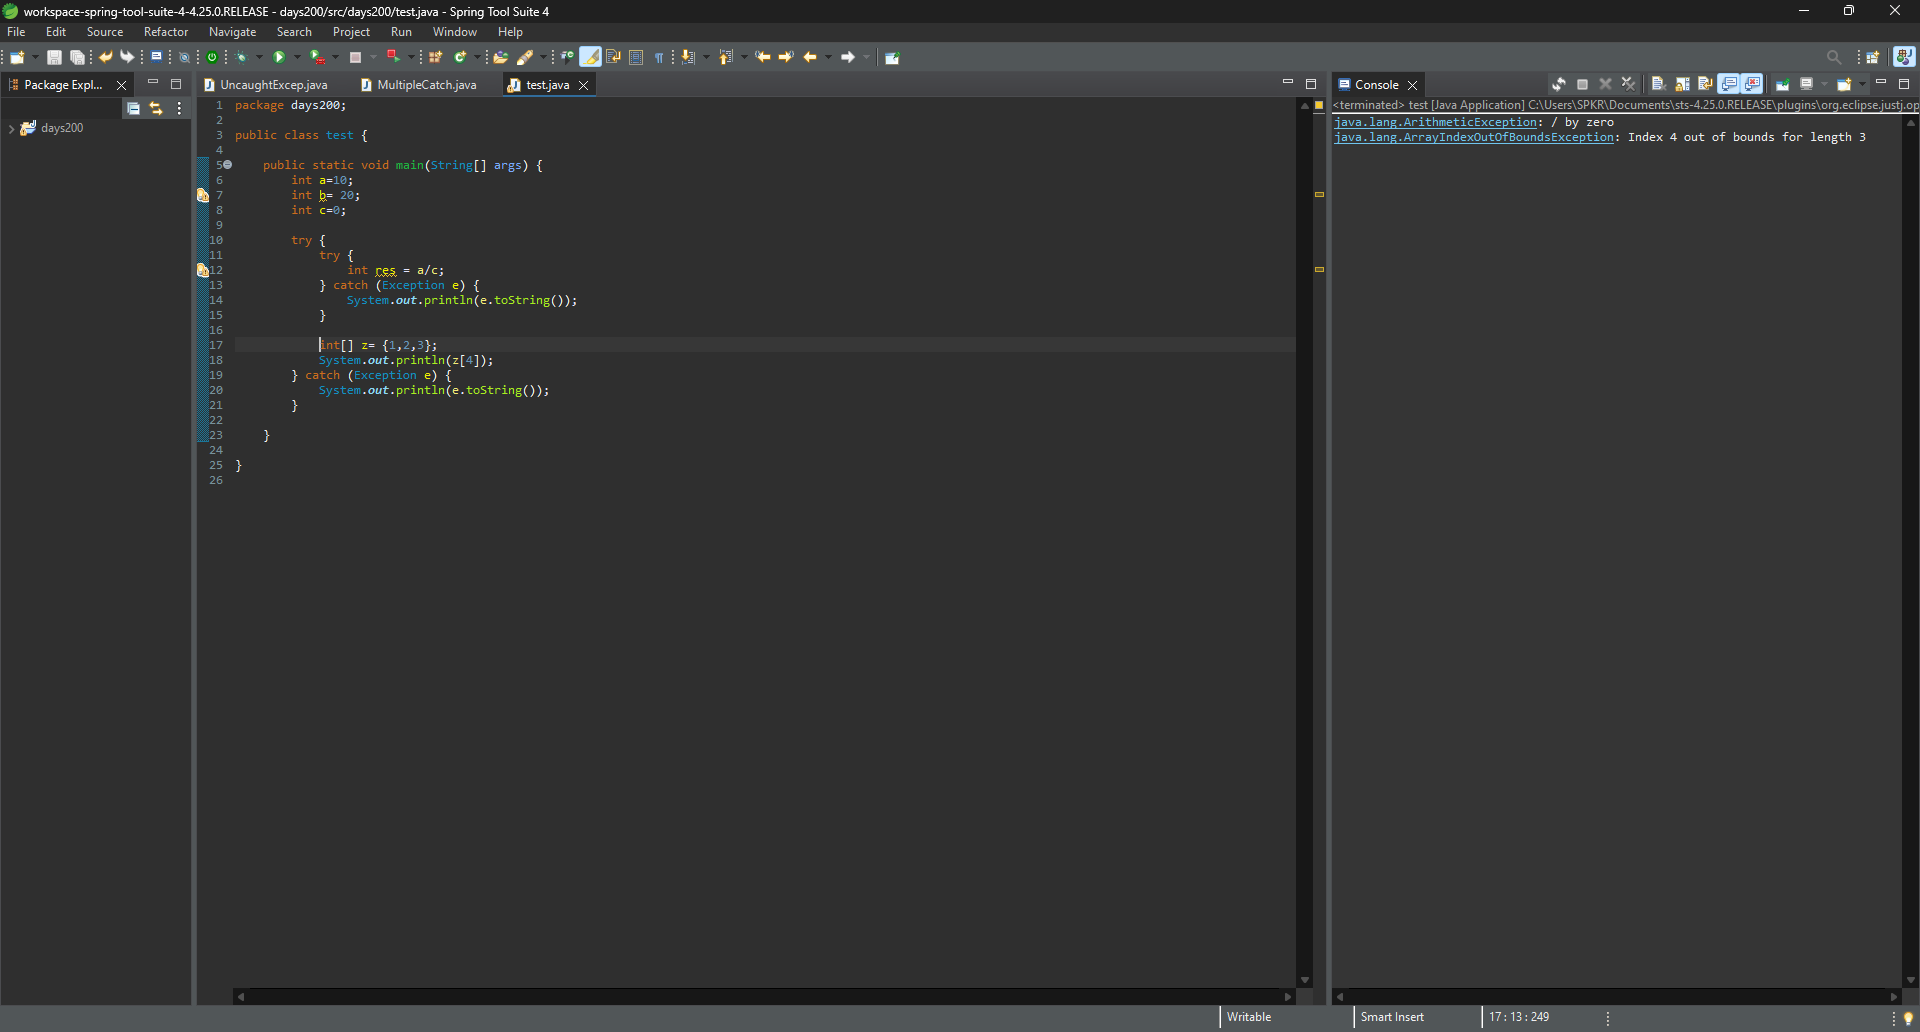 workspace-spring-tool-suite-4-4.25.0.RELEASE - days200/src/days200/test.java - Spring Tool Suite 4
File Edit Source Refactor Navigate Search Project Run Window Help
Package Expl...
days200
UncaughtExcep.java MultipleCatch.java test.java
1 package days200;
2
3 public class test {
4
5 public static void main(String[] args) {
6 int a=10;
7 int b= 20;
8 int c=0;
9
10 try {
11 try {
12 int res = a/c;
13 } catch (Exception e) {
14 System.out.println(e.toString());
15 }
16
17 int[] z= {1,2,3};
18 System.out.println(z[4]);
19 } catch (Exception e) {
20 System.out.println(e.toString());
21 }
22
23 }
24
25 }
26
Console
<terminated> test [Java Application] C:\Users\SPKR\Documents\sts-4.25.0.RELEASE\plugins\org.eclipse.justj.op
java.lang.ArithmeticException: / by zero
java.lang.ArrayIndexOutOfBoundsException: Index 4 out of bounds for length 3
Writable Smart Insert 17 : 13 : 249